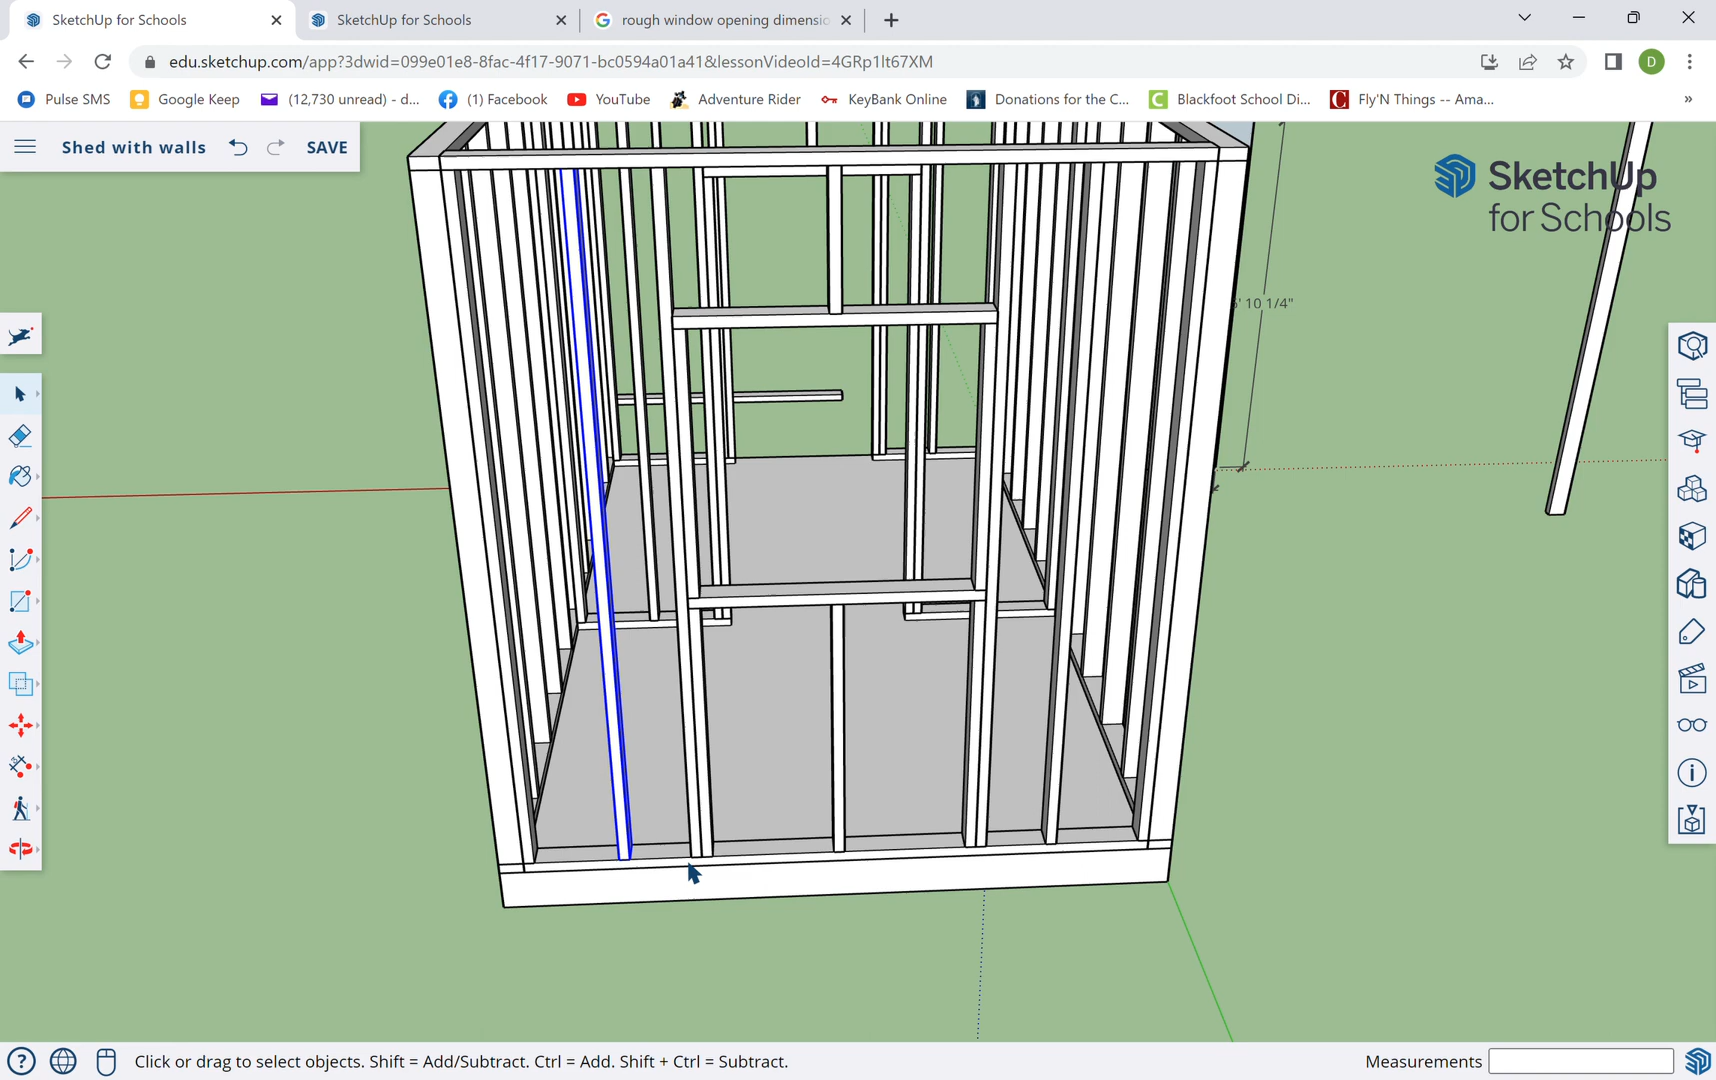 SketchUp for Schools
SketchUp for Schools
rough window opening dimensio
edu.sketchup.com/app?3dwid=099e01e8-8fac-4f17-9071-bc0594a01a41&lessonVideoId=4GRp1lt67XM
D
Pulse SMS
Google Keep
(12,730 unread) - d...
(1) Facebook
YouTube
Adventure Rider
KeyBank Online
Donations for the C...
Blackfoot School Di...
Fly'N Things -- Ama...
Shed with walls
SAVE
SketchUp
for Schools
' 10 1/4"
Click or drag to select objects. Shift = Add/Subtract. Ctrl = Add. Shift + Ctrl = Subtract.
Measurements